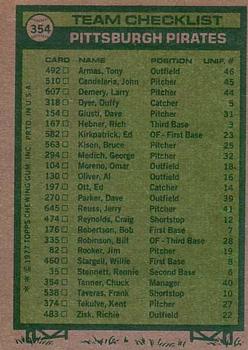 354
TEAM CHECKLIST
PITTSBURGH PIRATES
CARD NAME POSITION UNIF. #
492 Armas, Tony Outfield 46
510 Candelaria, John Pitcher 45
607 Demery, Larry Pitcher 44
318 Dyer, Duffy Catcher 5
154 Giusti, Dave Pitcher 31
167 Hebner, Rich Third Base 3
582 Kirkpatrick, Ed OF - First Base 23
563 Kison, Bruce Pitcher 25
294 Medich, George Pitcher 32
104 Moreno, Omar Outfield 18
130 Oliver, Al Outfield 16
197 Ott, Ed Catcher 14
270 Parker, Dave Outfield 39
645 Reuss, Jerry Pitcher 41
474 Reynolds, Craig Shortstop 12
176 Robertson, Bob First Base 7
335 Robinson, Bill OF - Third Base 28
82 Rooker, Jim Pitcher 19
460 Stargell, Willie First Base 8
35 Stennett, Rennie Second Base 6
354 Tanner, Chuck Manager 40
538 Taveras, Frank Shortstop 10
374 Tekulve, Kent Pitcher 27
483 Zisk, Richie Outfield 22
** © 1977 TOPPS CHEWING GUM, INC. PRTD. IN U.S.A.